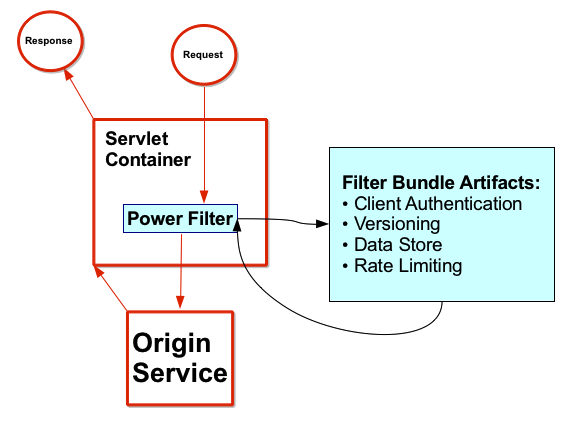 Response
Request
Servlet
Container
Power Filter
Filter Bundle Artifacts:
• Client Authentication
• Versioning
• Data Store
• Rate Limiting
Origin
Service